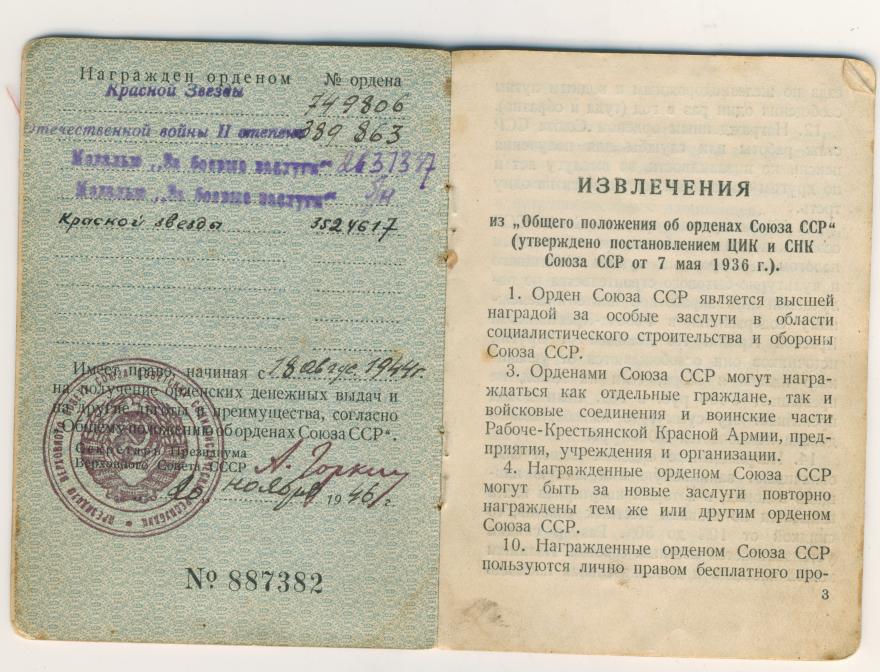 Награжден орденом № ордена
Красной Звезды 749806
Отечественной войны II степени 389 863
Медалью „За боевые заслуги“
Медалью „За боевые заслуги“ б/н
Красной звезды 3524617
Имеет право, начиная с 18 август 1944г.
на получение орденских денежных выдач и
на другие льготы и преимущества, согласно
„Общему положению об орденах Союза ССР“.
Секретарь Президиума
Верховного Совета СССР А. Горкин
ноября 1946 г.
№ 887382
ИЗВЛЕЧЕНИЯ
из „Общего положения об орденах Союза ССР“
(утверждено постановлением ЦИК и СНК
Союза ССР от 7 мая 1936 г.).
1. Орден Союза ССР является высшей
наградой за особые заслуги в области
социалистического строительства и обороны
Союза ССР.
3. Орденами Союза ССР могут награ-
ждаться как отдельные граждане, так и
войсковые соединения и воинские части
Рабоче-Крестьянской Красной Армии, пред-
приятия, учреждения и организации.
4. Награжденные орденом Союза ССР
могут быть за новые заслуги повторно
награждены тем же или другим орденом
Союза ССР.
10. Награжденные орденом Союза ССР
пользуются лично правом бесплатного про-
3